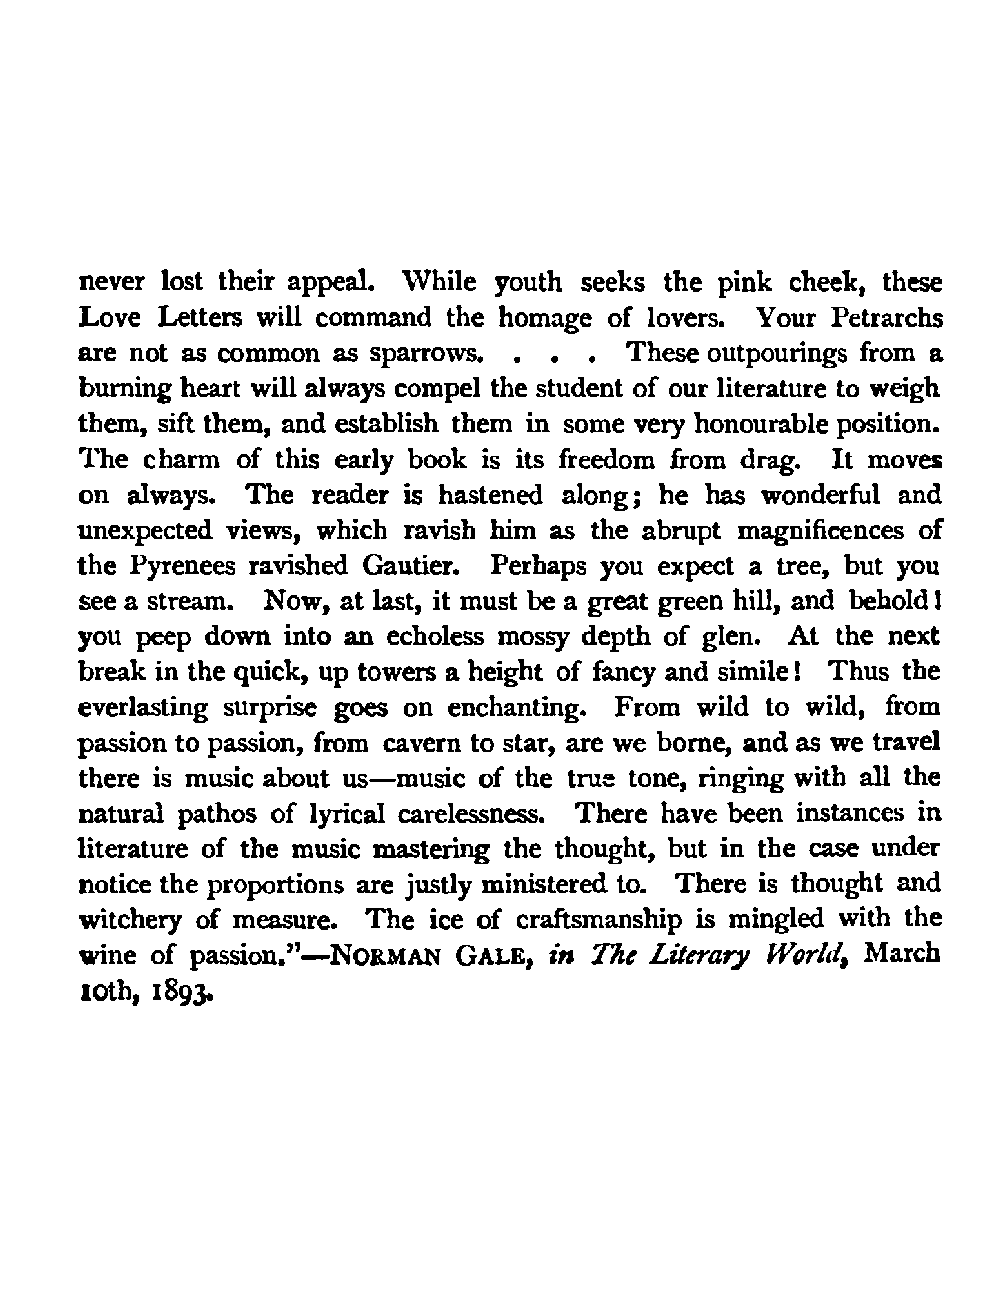 never lost their appeal. While youth seeks the pink cheek, these
Love Letters will command the homage of lovers. Your Petrarchs
are not as common as sparrows. . . . These outpourings from a
burning heart will always compel the student of our literature to weigh
them, sift them, and establish them in some very honourable position.
The charm of this early book is its freedom from drag. It moves
on always. The reader is hastened along; he has wonderful and
unexpected views, which ravish him as the abrupt magnificences of
the Pyrenees ravished Gautier. Perhaps you expect a tree, but you
see a stream. Now, at last, it must be a great green hill, and behold!
you peep down into an echoless mossy depth of glen. At the next
break in the quick, up towers a height of fancy and simile! Thus the
everlasting surprise goes on enchanting. From wild to wild, from
passion to passion, from cavern to star, are we borne, and as we travel
there is music about us—music of the true tone, ringing with all the
natural pathos of lyrical carelessness. There have been instances in
literature of the music mastering the thought, but in the case under
notice the proportions are justly ministered to. There is thought and
witchery of measure. The ice of craftsmanship is mingled with the
wine of passion."—NORMAN GALE, in The Literary World, March
10th, 1893.